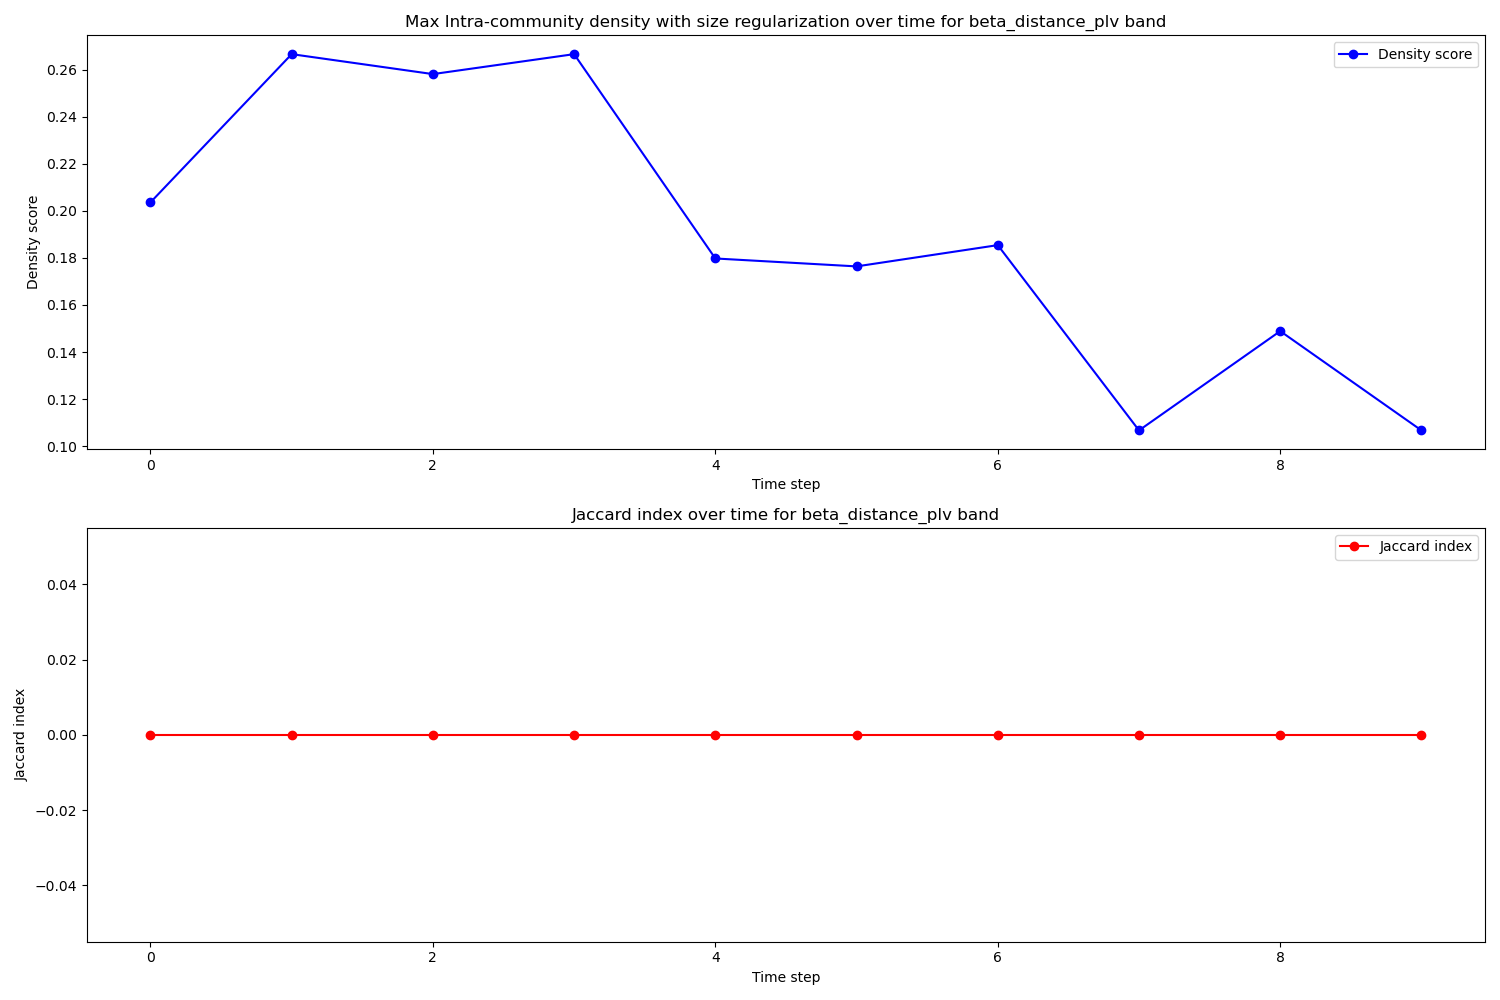 Max Intra-community density with size regularization over time for beta_distance_plv band
Density score
0.26
0.24
0.22
0.20
0.18
0.16
0.14
0.12
0.10
Density score
0 2 4 6 8
Time step
Jaccard index over time for beta_distance_plv band
Jaccard index
0.04
0.02
0.00
−0.02
−0.04
Jaccard index
0 2 4 6 8
Time step